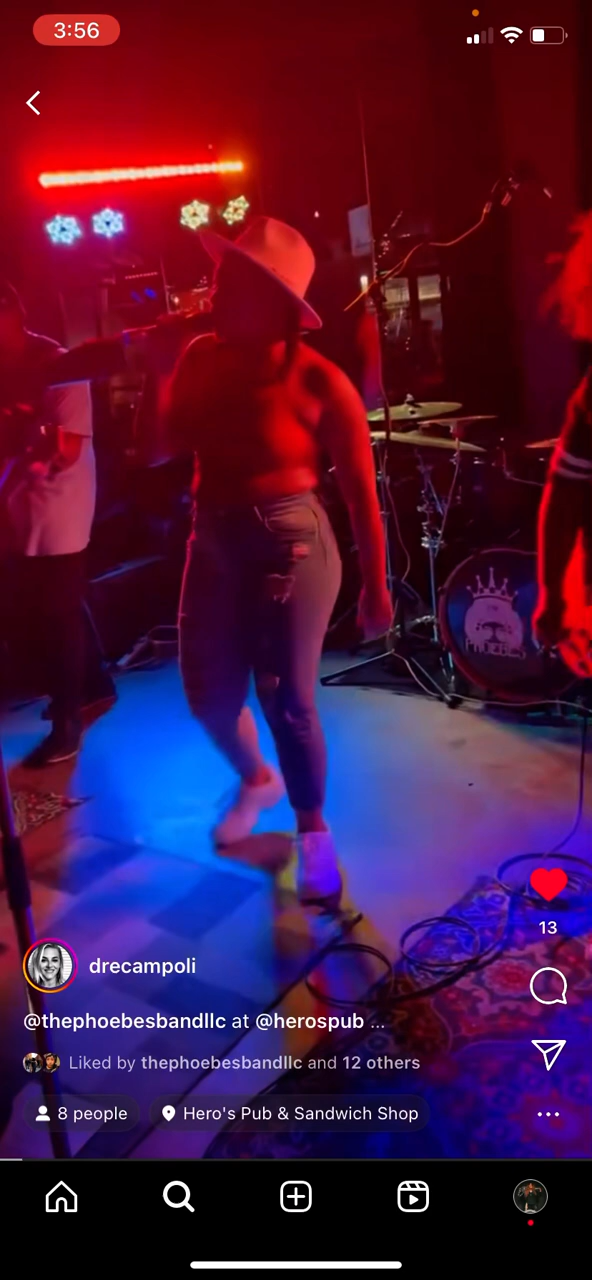 3:56
PHOEBES
13
drecampoli
@thephoebesbandllc at @herospub ...
Liked by thephoebesbandllc and 12 others
8 people
Hero's Pub & Sandwich Shop